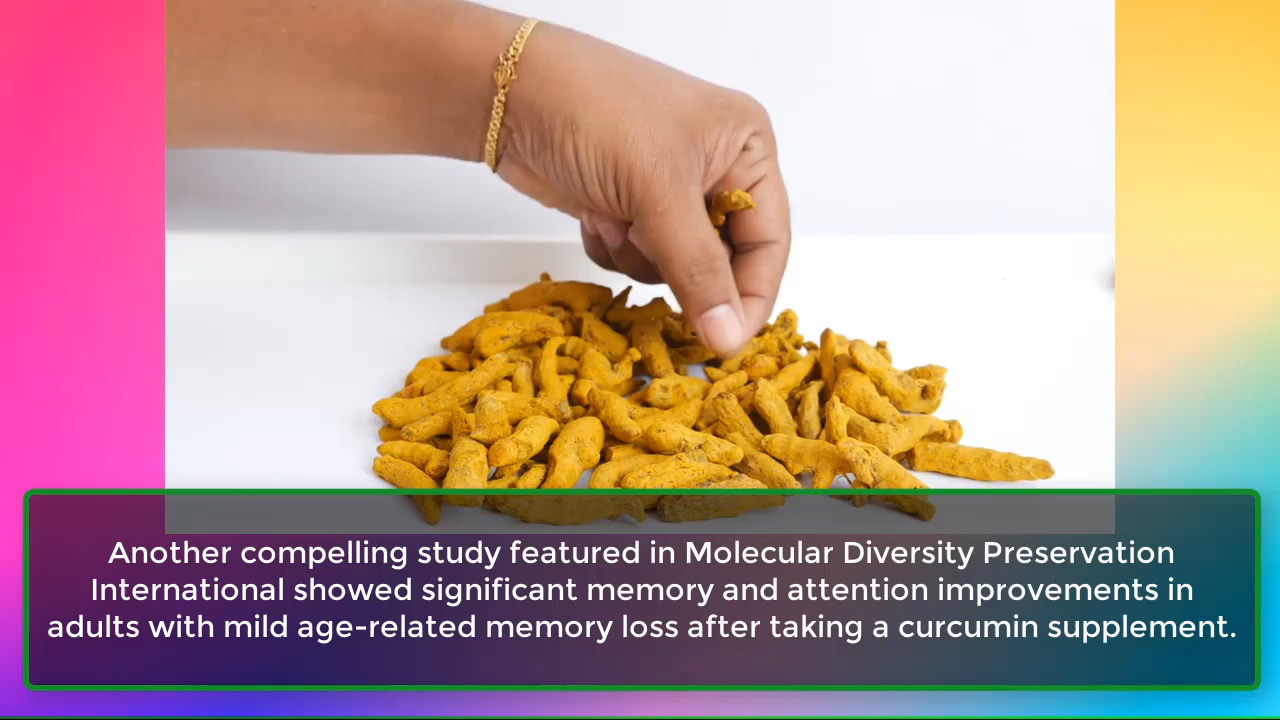 Another compelling study featured in Molecular Diversity Preservation
International showed significant memory and attention improvements in
adults with mild age-related memory loss after taking a curcumin supplement.